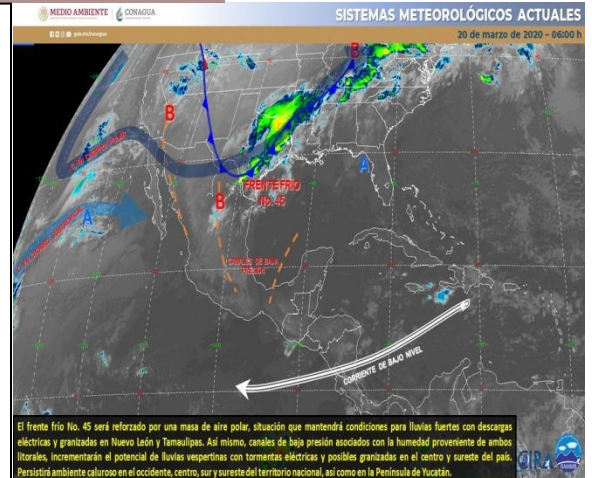 MEDIO AMBIENTE CONAGUA
SISTEMAS METEOROLÓGICOS ACTUALES
gob.mx/conagua
20 de marzo de 2020 – 06:00 h
B
B
A
FRENTE FRÍO
No. 45
B
A
CANALES DE BAJA
PRESIÓN
CORRIENTE DE BAJO NIVEL
El frente frío No. 45 será reforzado por una masa de aire polar, situación que mantendrá condiciones para lluvias fuertes con descargas
eléctricas y granizadas en Nuevo León y Tamaulipas. Así mismo, canales de baja presión asociados con la humedad proveniente de ambos
litorales, incrementarán el potencial de lluvias vespertinas con tormentas eléctricas y posibles granizadas en el centro y sureste del país.
Persistirá ambiente caluroso en el occidente, centro, sur y sureste del territorio nacional, así como en la Península de Yucatán.
CIRA